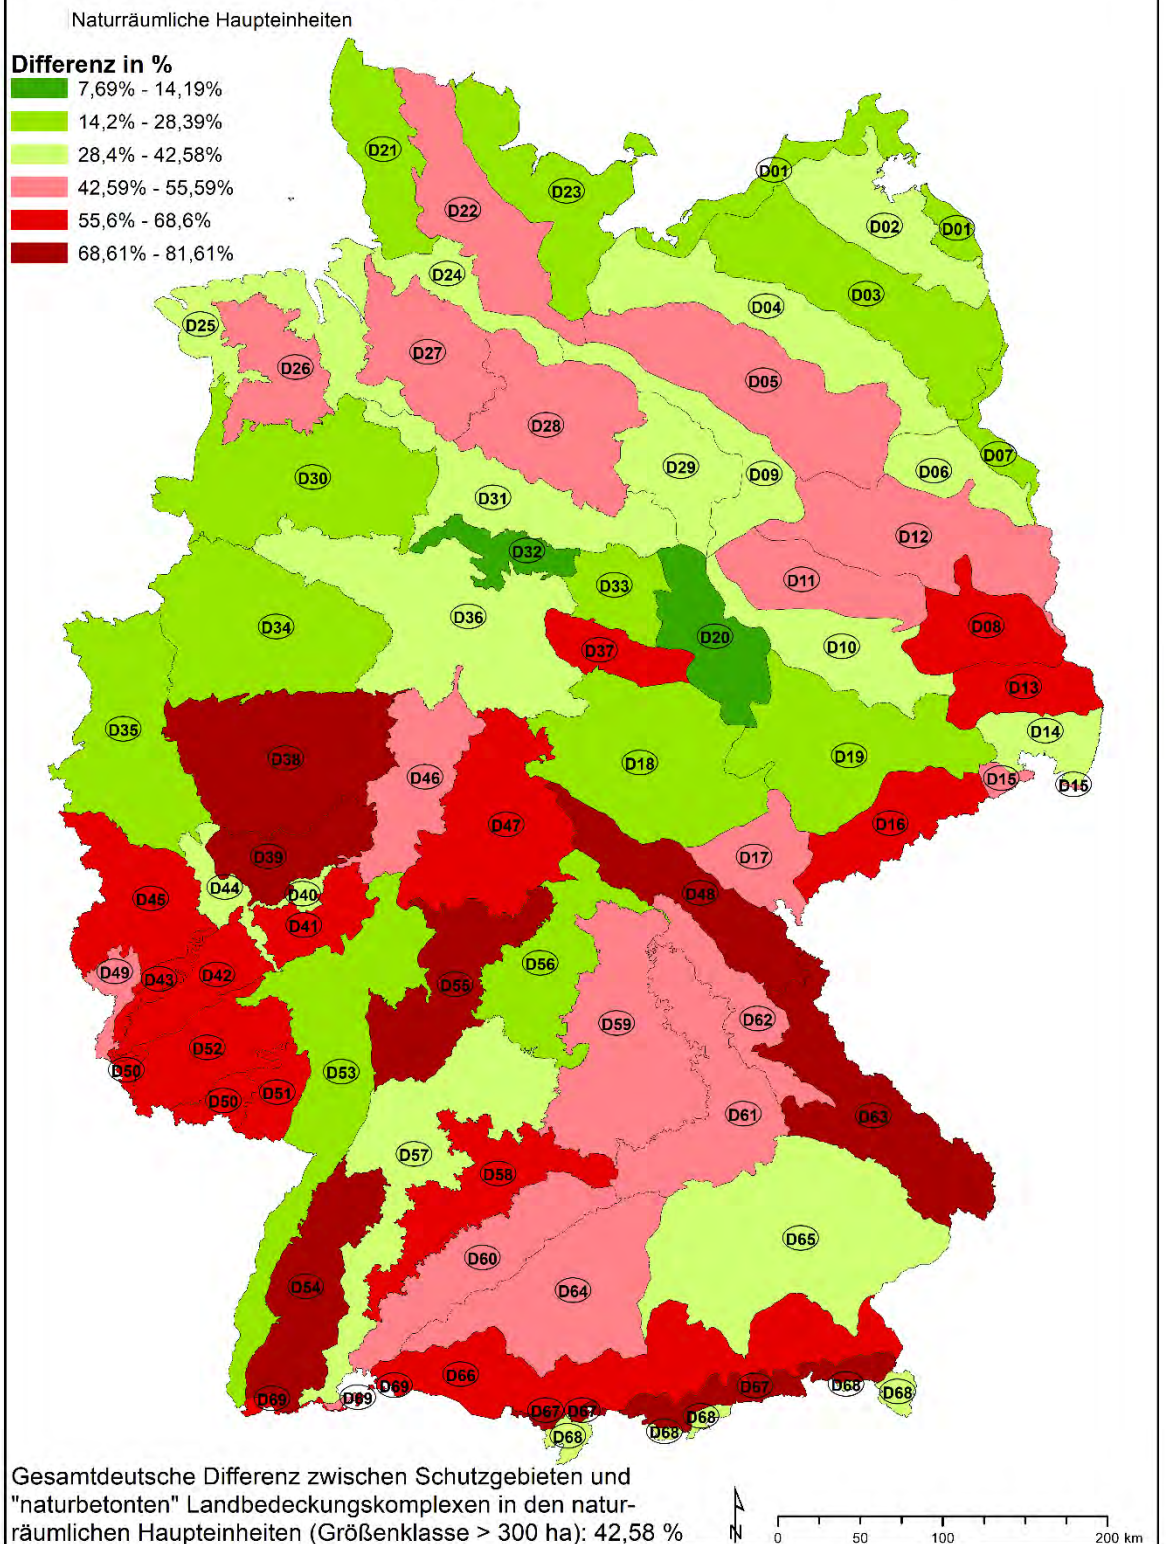 Naturräumliche Haupteinheiten
Differenz in %
7,69% - 14,19%
14,2% - 28,39%
28,4% - 42,58%
42,59% - 55,59%
55,6% - 68,6%
68,61% - 81,61%
D21
D01
D23
D22
D02
D01
D24
D03
D04
D25
D27
D26
D05
D28
D07
D29
D09
D06
D30
D31
D12
D32
D11
D33
D36
D34
D20
D08
D37
D10
D13
D35
D14
D38
D18
D19
D46
D15
D15
D47
D16
D39
D17
D44
D40
D48
D45
D41
D56
D49
D43
D42
D55
D62
D59
D52
D50
D53
D51
D50
D61
D63
D57
D58
D65
D60
D54
D64
D66
D69
D67
D68
D68
D69
D69
D67
D67
D68
D68
D68
Gesamtdeutsche Differenz zwischen Schutzgebieten und
"naturbetonten" Landbedeckungskomplexen in den natur-
räumlichen Haupteinheiten (Größenklasse > 300 ha): 42,58 %
N
0 50 100 200 km